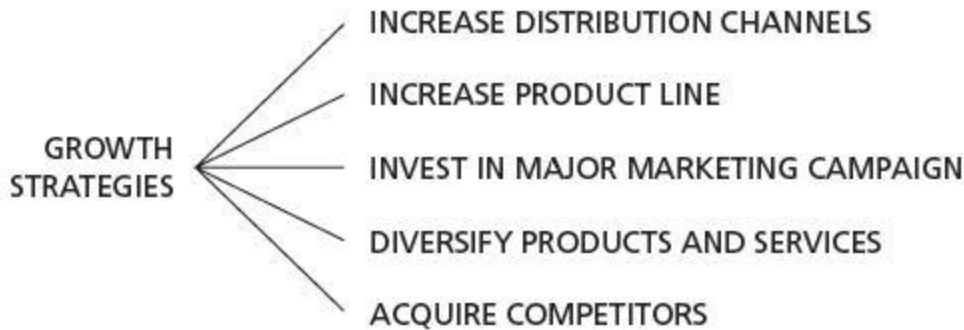 GROWTH
STRATEGIES
INCREASE DISTRIBUTION CHANNELS
INCREASE PRODUCT LINE
INVEST IN MAJOR MARKETING CAMPAIGN
DIVERSIFY PRODUCTS AND SERVICES
ACQUIRE COMPETITORS